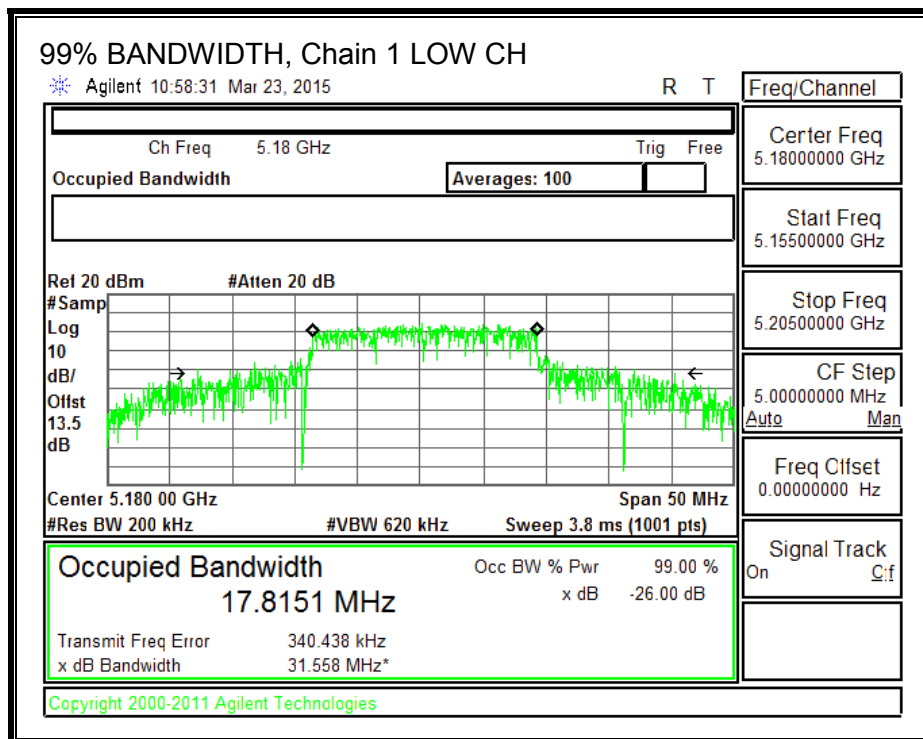 99% BANDWIDTH, Chain 1 LOW CH
Agilent 10:58:31 Mar 23, 2015 R T
Freq/Channel
Ch Freq 5.18 GHz Trig Free
Occupied Bandwidth Averages: 100
Center Freq
5.18000000 GHz
Start Freq
5.15500000 GHz
Stop Freq
5.20500000 GHz
CF Step
5.00000000 MHz
Auto Man
Freq Offset
0.00000000 Hz
Signal Track
On Off
Ref 20 dBm #Atten 20 dB
#Samp
Log
10
dB/
Offst
13.5
dB
Center 5.180 00 GHz Span 50 MHz
#Res BW 200 kHz #VBW 620 kHz Sweep 3.8 ms (1001 pts)
Occupied Bandwidth
17.8151 MHz
Occ BW % Pwr 99.00 %
x dB -26.00 dB
Transmit Freq Error 340.438 kHz
x dB Bandwidth 31.558 MHz*
Copyright 2000-2011 Agilent Technologies